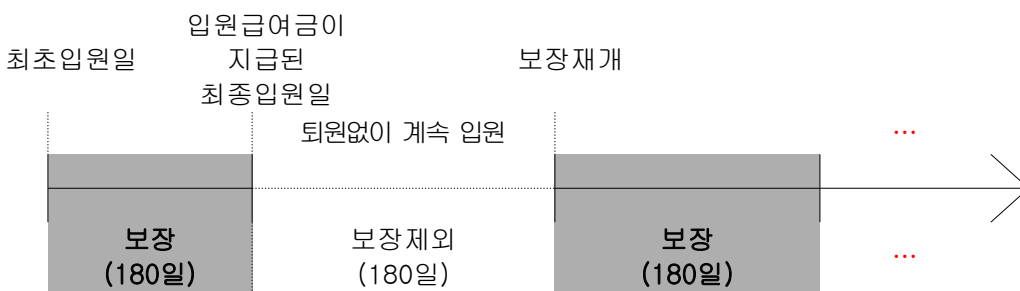 최초입원일
입원급여금이
지급된
최종입원일
보장재개
퇴원없이 계속 입원
...
보장
(180일)
보장제외
(180일)
보장
(180일)
...